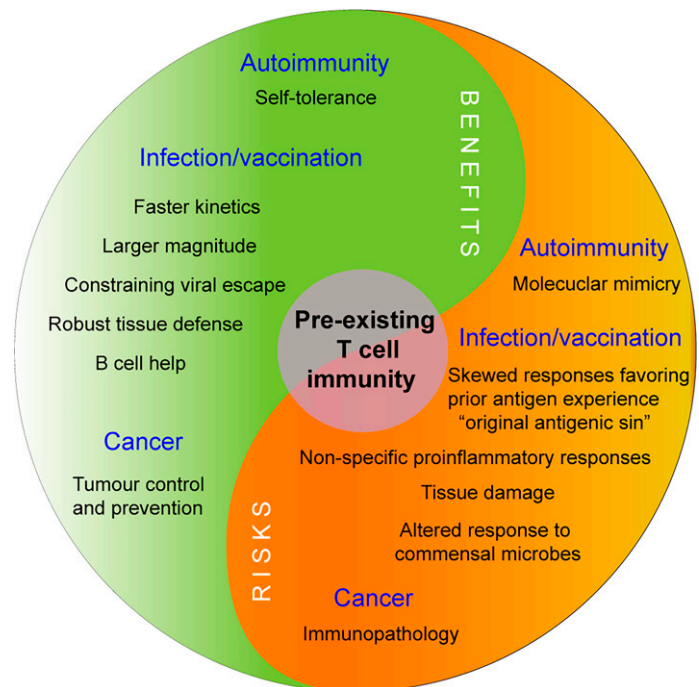 Autoimmunity
Self-tolerance
Infection/vaccination
Faster kinetics
Larger magnitude
Constraining viral escape
Robust tissue defense
B cell help
Cancer
Tumour control
and prevention
BENEFITS
Pre-existing
T cell
immunity
RISKS
Autoimmunity
Molecuclar mimicry
Infection/vaccination
Skewed responses favoring
prior antigen experience
“original antigenic sin”
Non-specific proinflammatory responses
Tissue damage
Altered response to
commensal microbes
Cancer
Immunopathology